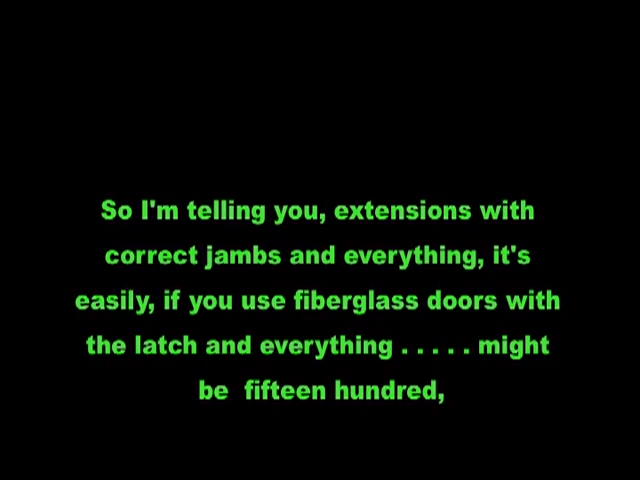 So I'm telling you, extensions with
correct jambs and everything, it's
easily, if you use fiberglass doors with
the latch and everything . . . . . might
be  fifteen hundred,